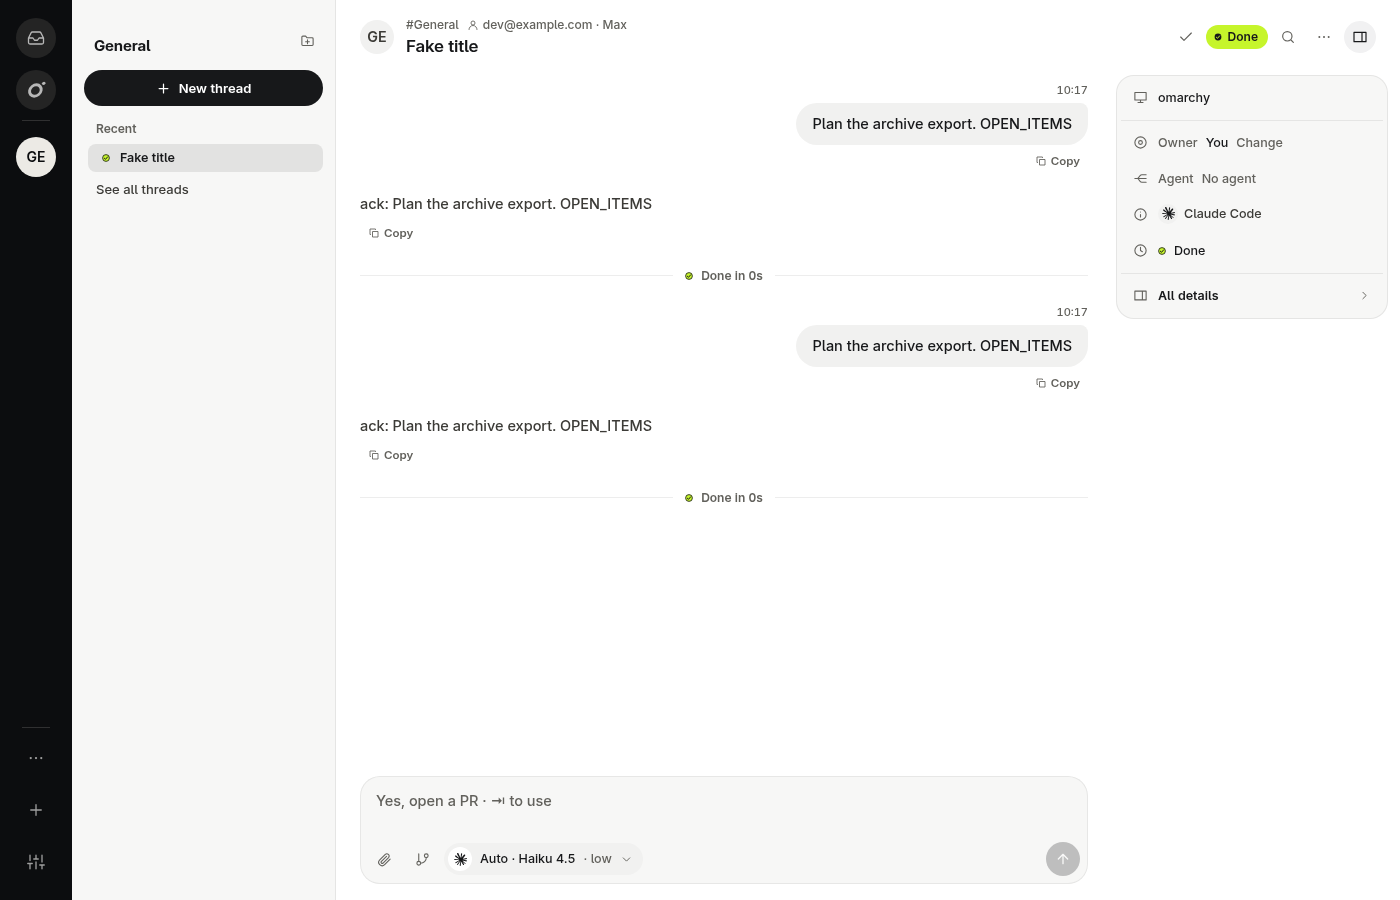 GE
General
New thread
Recent
Fake title
See all threads
GE
#General dev@example.com · Max
Fake title
Done
10:17
Plan the archive export. OPEN_ITEMS
Copy
ack: Plan the archive export. OPEN_ITEMS
Copy
Done in 0s
10:17
Plan the archive export. OPEN_ITEMS
Copy
ack: Plan the archive export. OPEN_ITEMS
Copy
Done in 0s
Yes, open a PR · ⇥ to use
Auto · Haiku 4.5 · low
omarchy
Owner You Change
Agent No agent
Claude Code
Done
All details